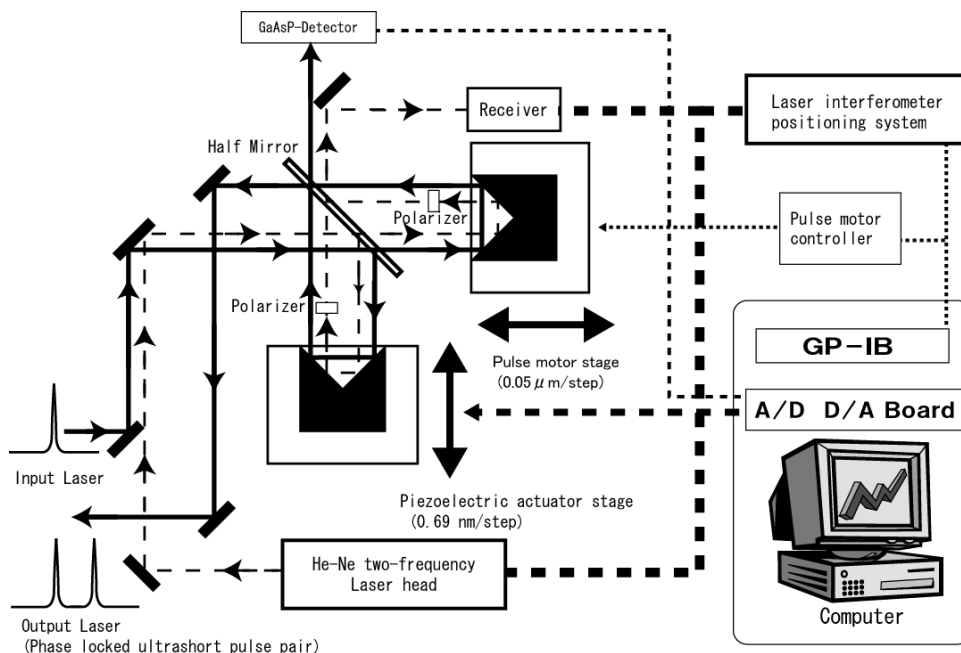 GaAsP-Detector
Receiver
Laser interferometer
positioning system
Half Mirror
Polarizer
Pulse motor
controller
Polarizer
Pulse motor stage
(0.05 μm/step)
GP-IB
A/D D/A Board
Input Laser
Piezoelectric actuator stage
(0.69 nm/step)
He-Ne two-frequency
Laser head
Computer
Output Laser
(Phase locked ultrashort pulse pair)